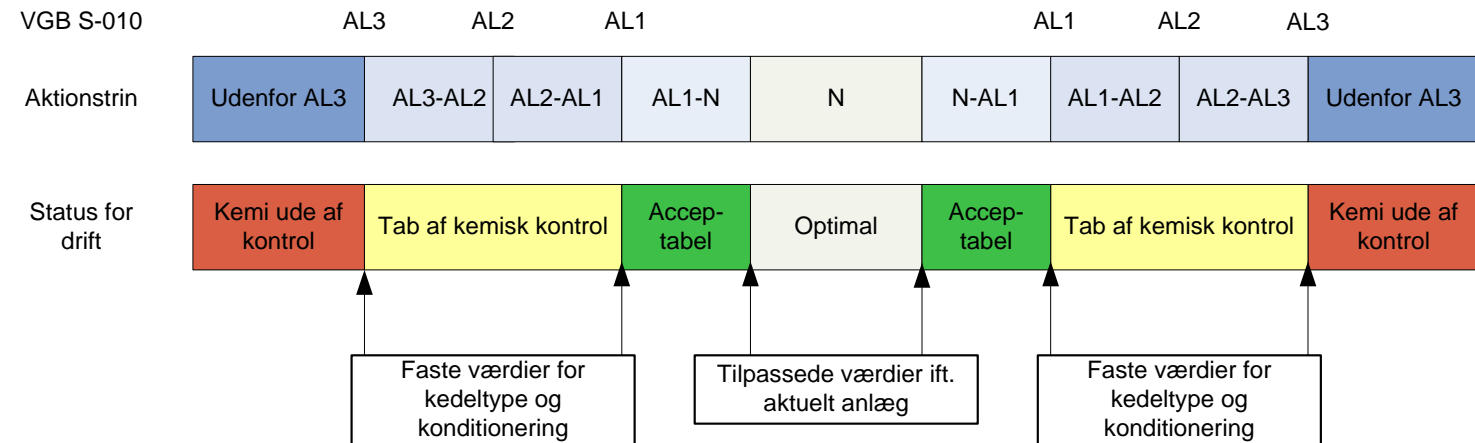 VGB S-010 AL3 AL2 AL1 AL1 AL2 AL3
Aktionstrin Udenfor AL3 AL3-AL2 AL2-AL1 AL1-N N N-AL1 AL1-AL2 AL2-AL3 Udenfor AL3
Status for
drift
Kemi ude af
kontrol
Tab af kemisk kontrol
Accep-
tabel
Optimal
Accep-
tabel
Tab af kemisk kontrol
Kemi ude af
kontrol
Faste værdier for
kedeltype og
konditionering
Tilpassede værdier ift.
aktuelt anlæg
Faste værdier for
kedeltype og
konditionering